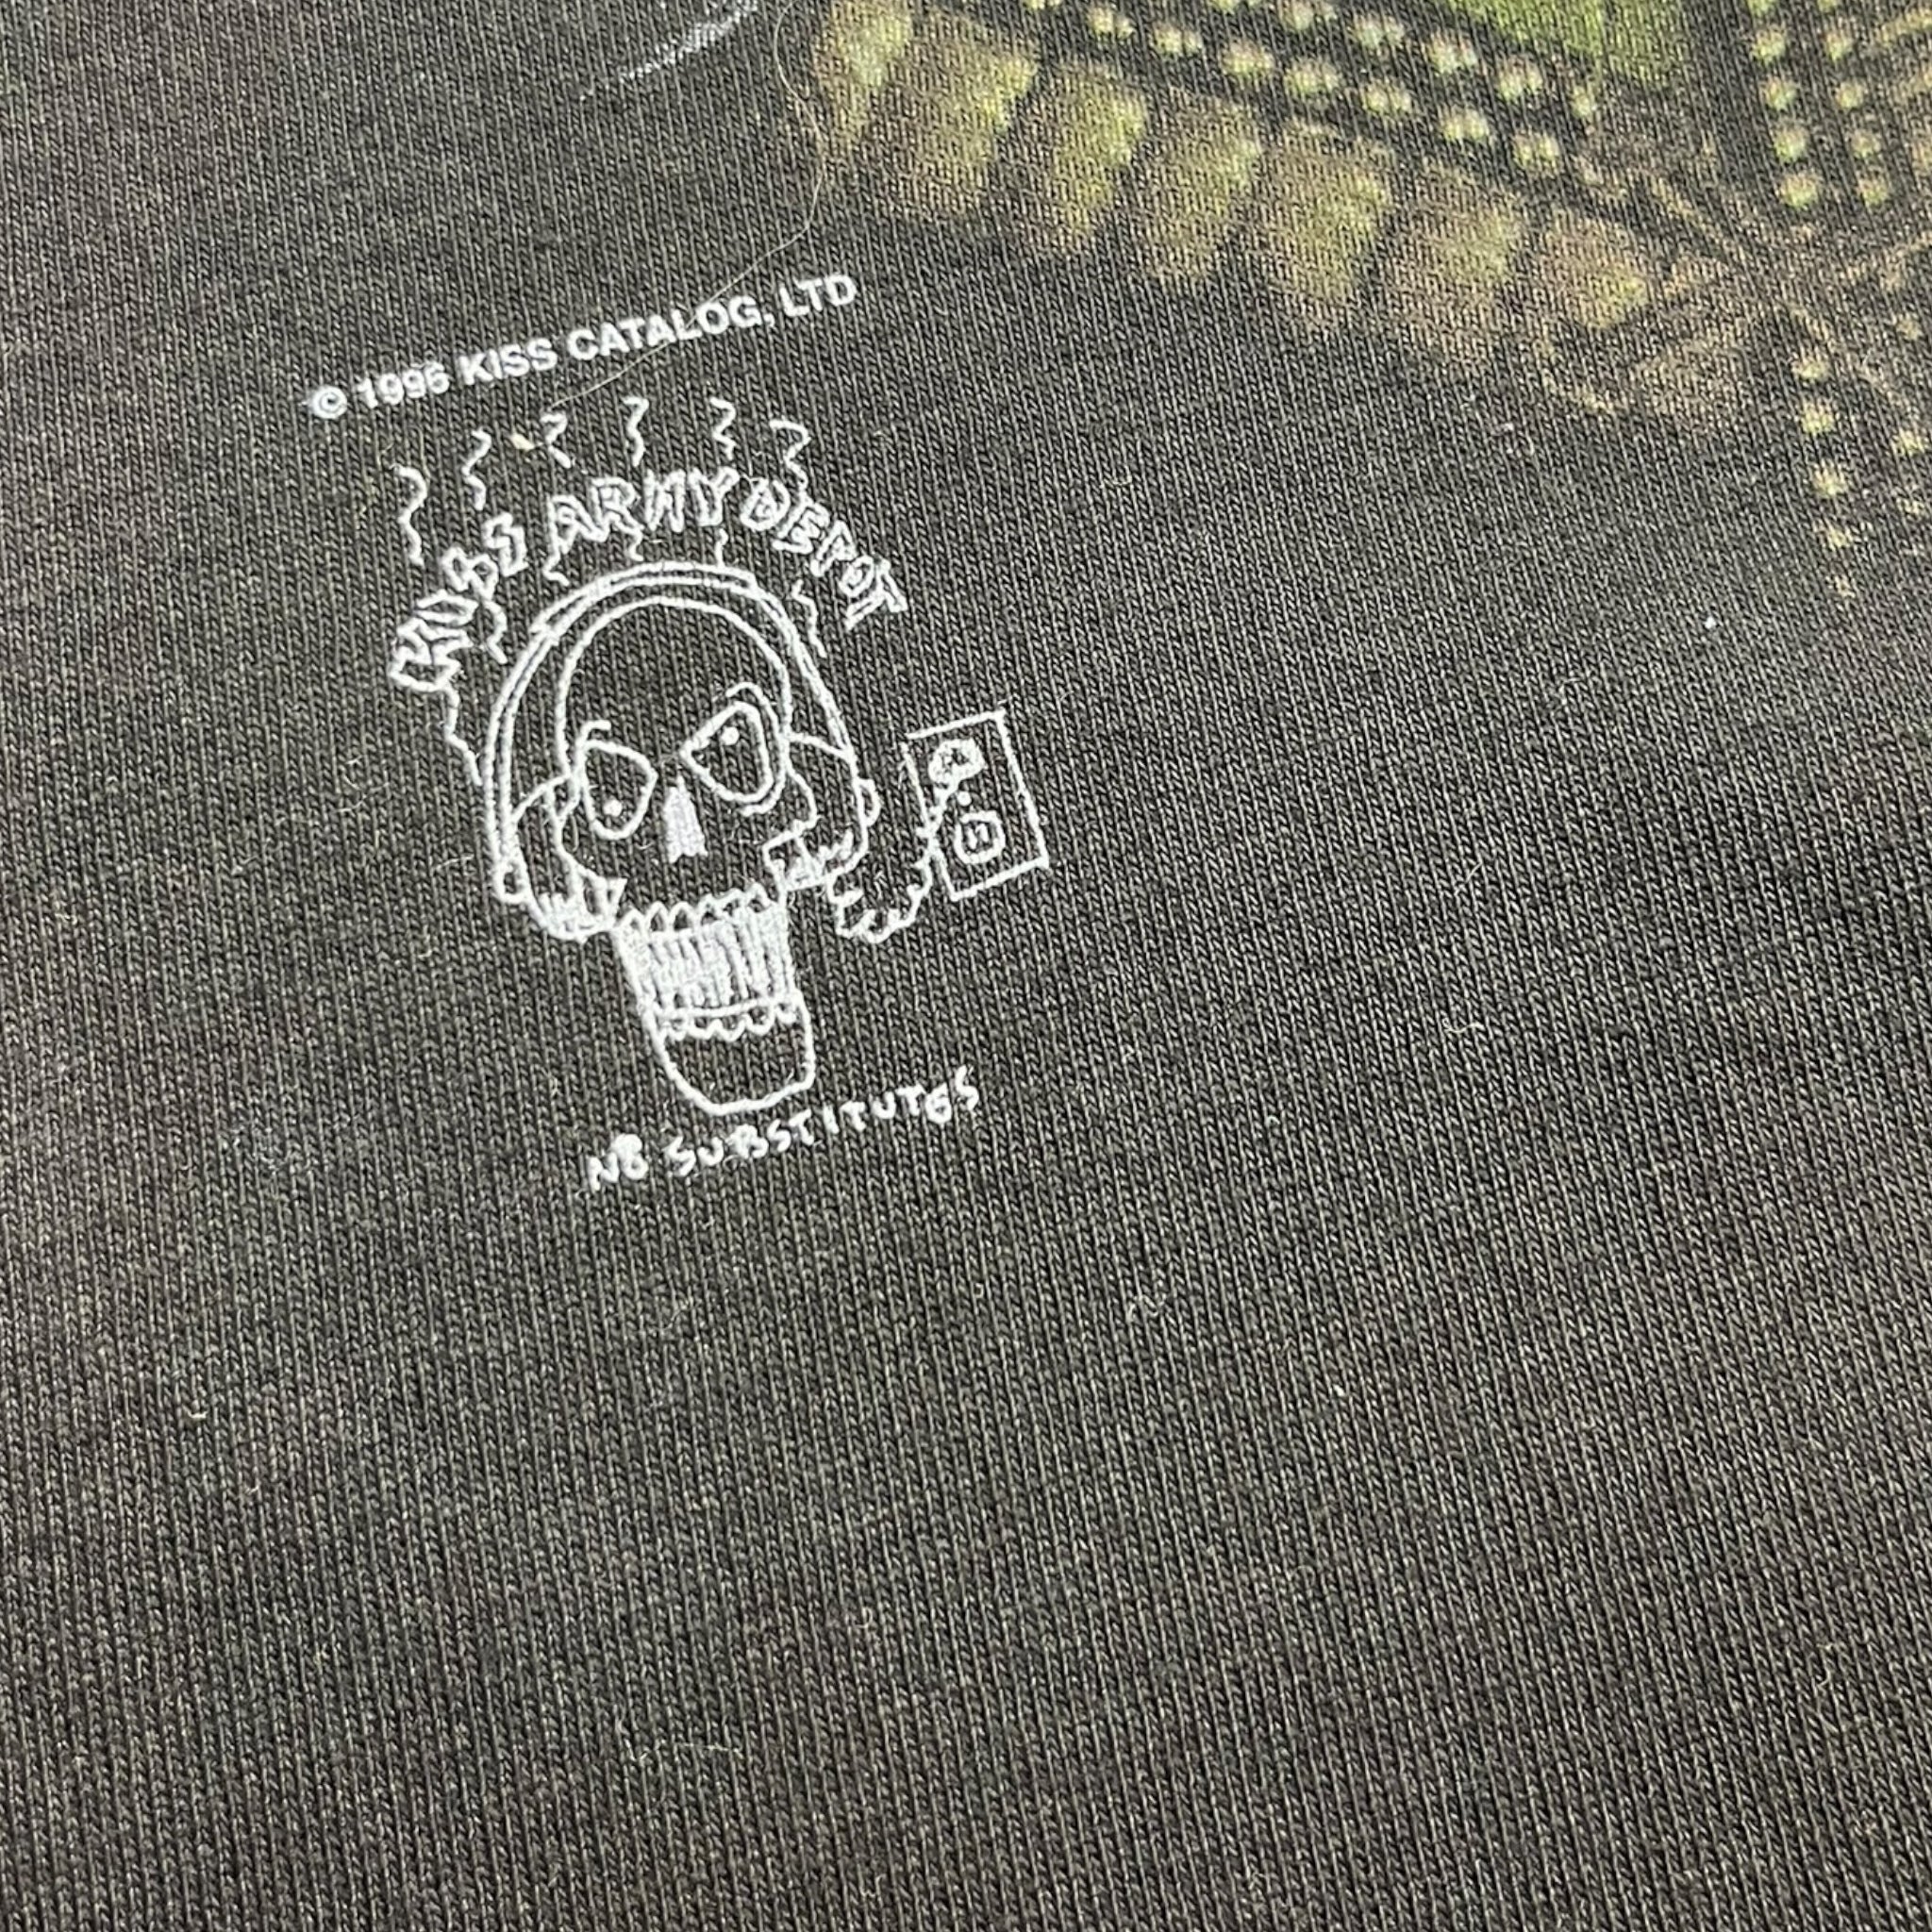 © 1996 KISS CATALOG, LTD
KISS ARMY DEPOT
NO SUBSTITUTES